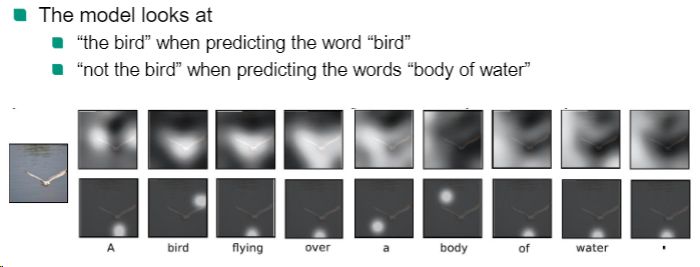 The model looks at
“the bird” when predicting the word “bird”
“not the bird” when predicting the words “body of water”
A bird flying over a body of water .